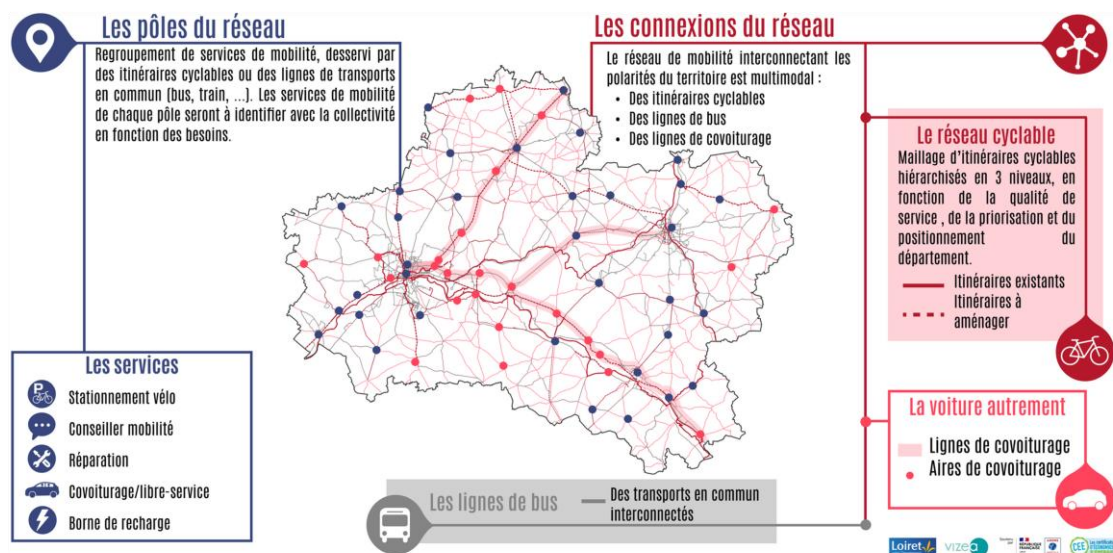 Les pôles du réseau
Regroupement de services de mobilité, desservi par
des itinéraires cyclables ou des lignes de transports
en commun (bus, train, ...). Les services de mobilité
de chaque pôle seront à identifier avec la collectivité
en fonction des besoins.
Les connexions du réseau
Le réseau de mobilité interconnectant les
polarités du territoire est multimodal :
• Des itinéraires cyclables
• Des lignes de bus
• Des lignes de covoiturage
Le réseau cyclable
Maillage d'itinéraires cyclables
hiérarchisés en 3 niveaux, en
fonction de la qualité de
service , de la priorisation et du
positionnement du
département.
Itinéraires existants
Itinéraires à
aménager
Les services
P
Stationnement vélo
Conseiller mobilité
Réparation
Covoiturage/libre-service
Borne de recharge
La voiture autrement
Lignes de covoiturage
Aires de covoiturage
Les lignes de bus
Des transports en commun
interconnectés
Loiret
vizea
RÉPUBLIQUE
FRANÇAISE
CEE